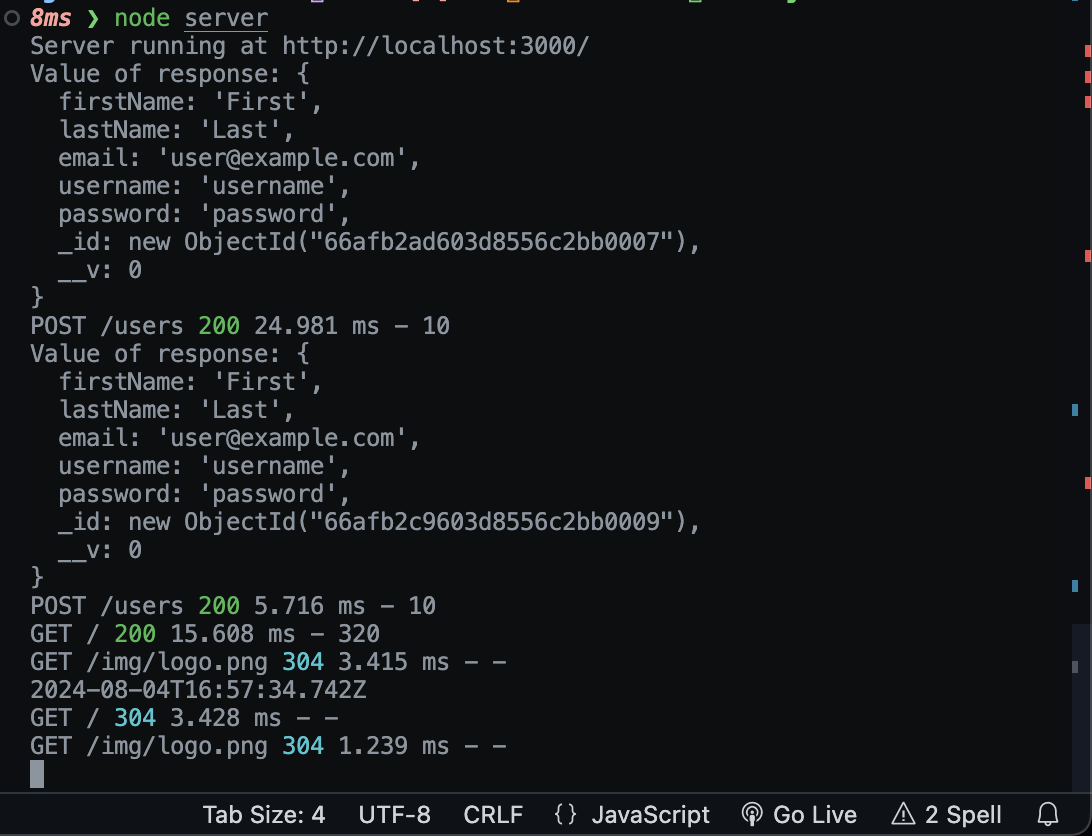 8ms ❯ node server
Server running at http://localhost:3000/
Value of response: {
  firstName: 'First',
  lastName: 'Last',
  email: 'user@example.com',
  username: 'username',
  password: 'password',
  _id: new ObjectId("66afb2ad603d8556c2bb0007"),
  __v: 0
}
POST /users 200 24.981 ms - 10
Value of response: {
  firstName: 'First',
  lastName: 'Last',
  email: 'user@example.com',
  username: 'username',
  password: 'password',
  _id: new ObjectId("66afb2c9603d8556c2bb0009"),
  __v: 0
}
POST /users 200 5.716 ms - 10
GET / 200 15.608 ms - 320
GET /img/logo.png 304 3.415 ms - -
2024-08-04T16:57:34.742Z
GET / 304 3.428 ms - -
GET /img/logo.png 304 1.239 ms - -
Tab Size: 4 UTF-8 CRLF {} JavaScript Go Live 2 Spell